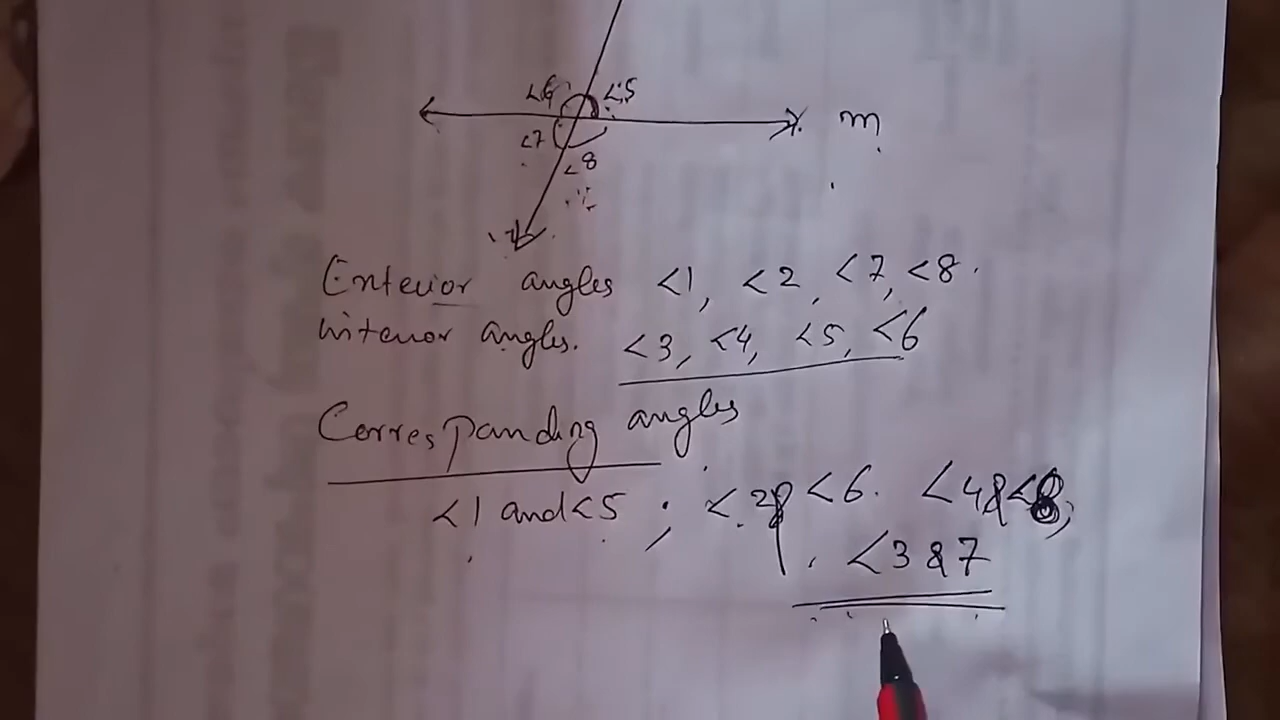 <6 <5
m
<7
<8
Exterior angles <1, <2, <7, <8.
interior angles. <3, <4, <5, <6
Correspanding angles
<1 and <5 ; <2 & <6. <4 & <8,
<3 & 7